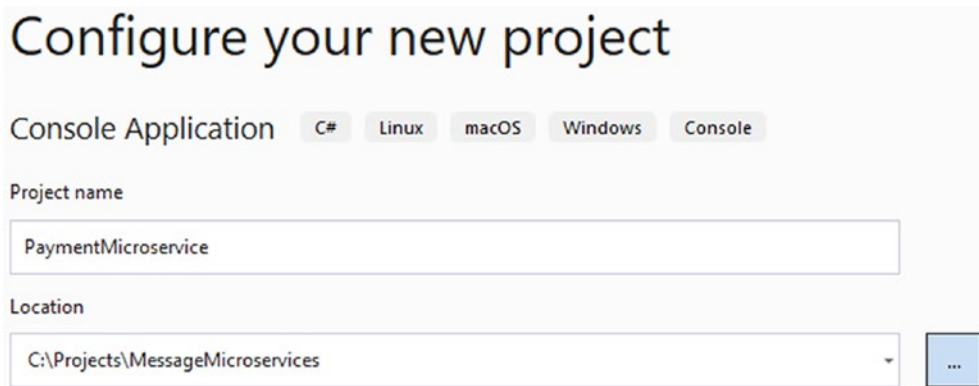 Configure your new project
Console Application C# Linux macOS Windows Console
Project name
PaymentMicroservice
Location
C:\Projects\MessageMicroservices ...